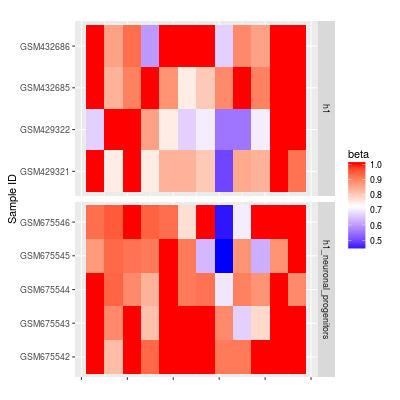 GSM432686
GSM432685
GSM429322
GSM429321
h1
GSM675546
GSM675545
GSM675544
GSM675543
GSM675542
h1_neuronal_progenitors
Sample ID
beta
1.0
0.9
0.8
0.7
0.6
0.5